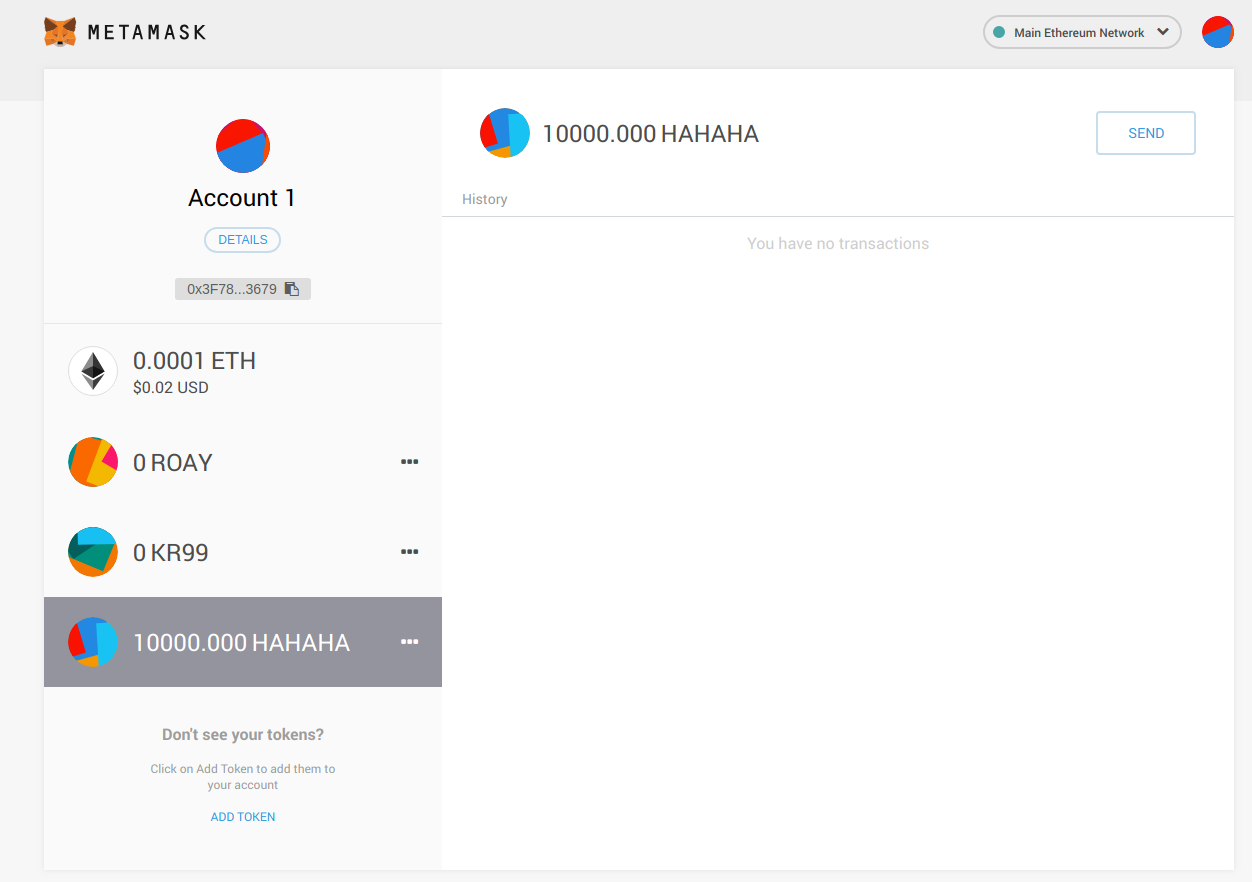 METAMASK
Main Ethereum Network
Account 1
DETAILS
0x3F78...3679
0.0001 ETH
$0.02 USD
0 ROAY
0 KR99
10000.000 HAHAHA
Don't see your tokens?
Click on Add Token to add them to
your account
ADD TOKEN
10000.000 HAHAHA
SEND
History
You have no transactions